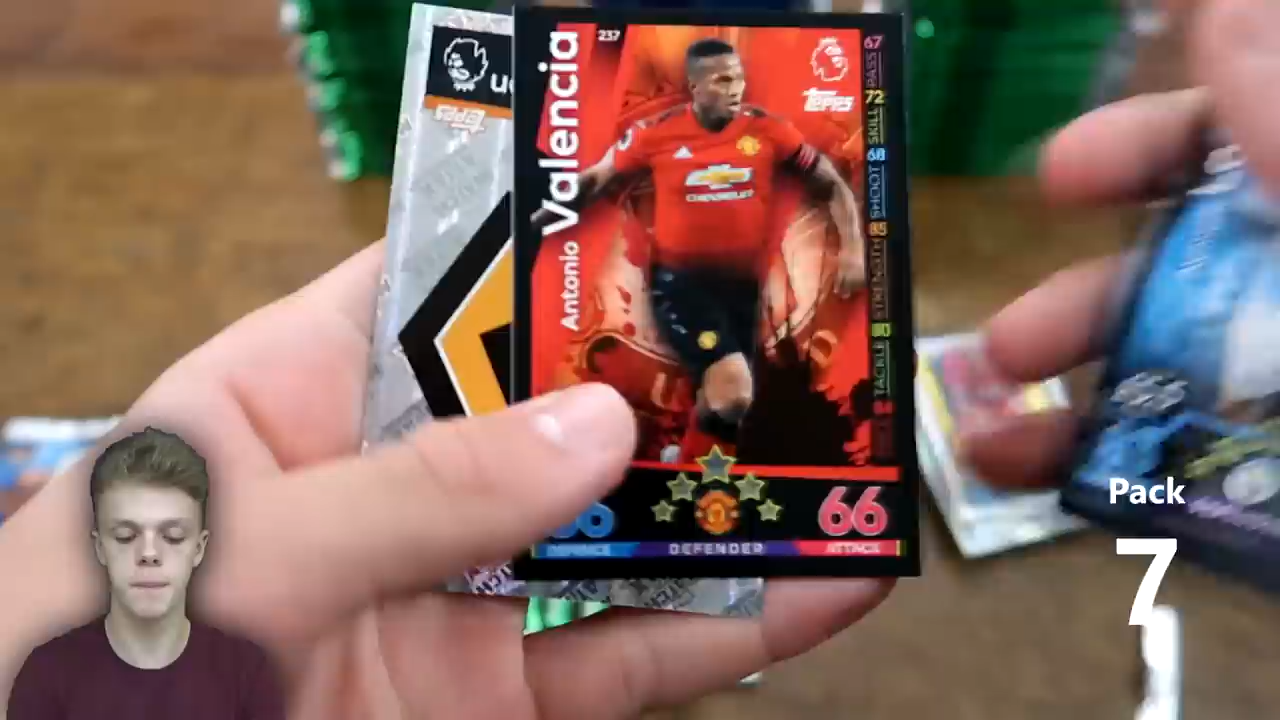 237
Antonio Valencia
Topps
67
PASS
72
SKILL
68
SHOOT
85
STRENGTH
80
TACKLE
CHEVROLET
66
DEFENCE
DEFENDER
ATTACK
Topps
Pack
7